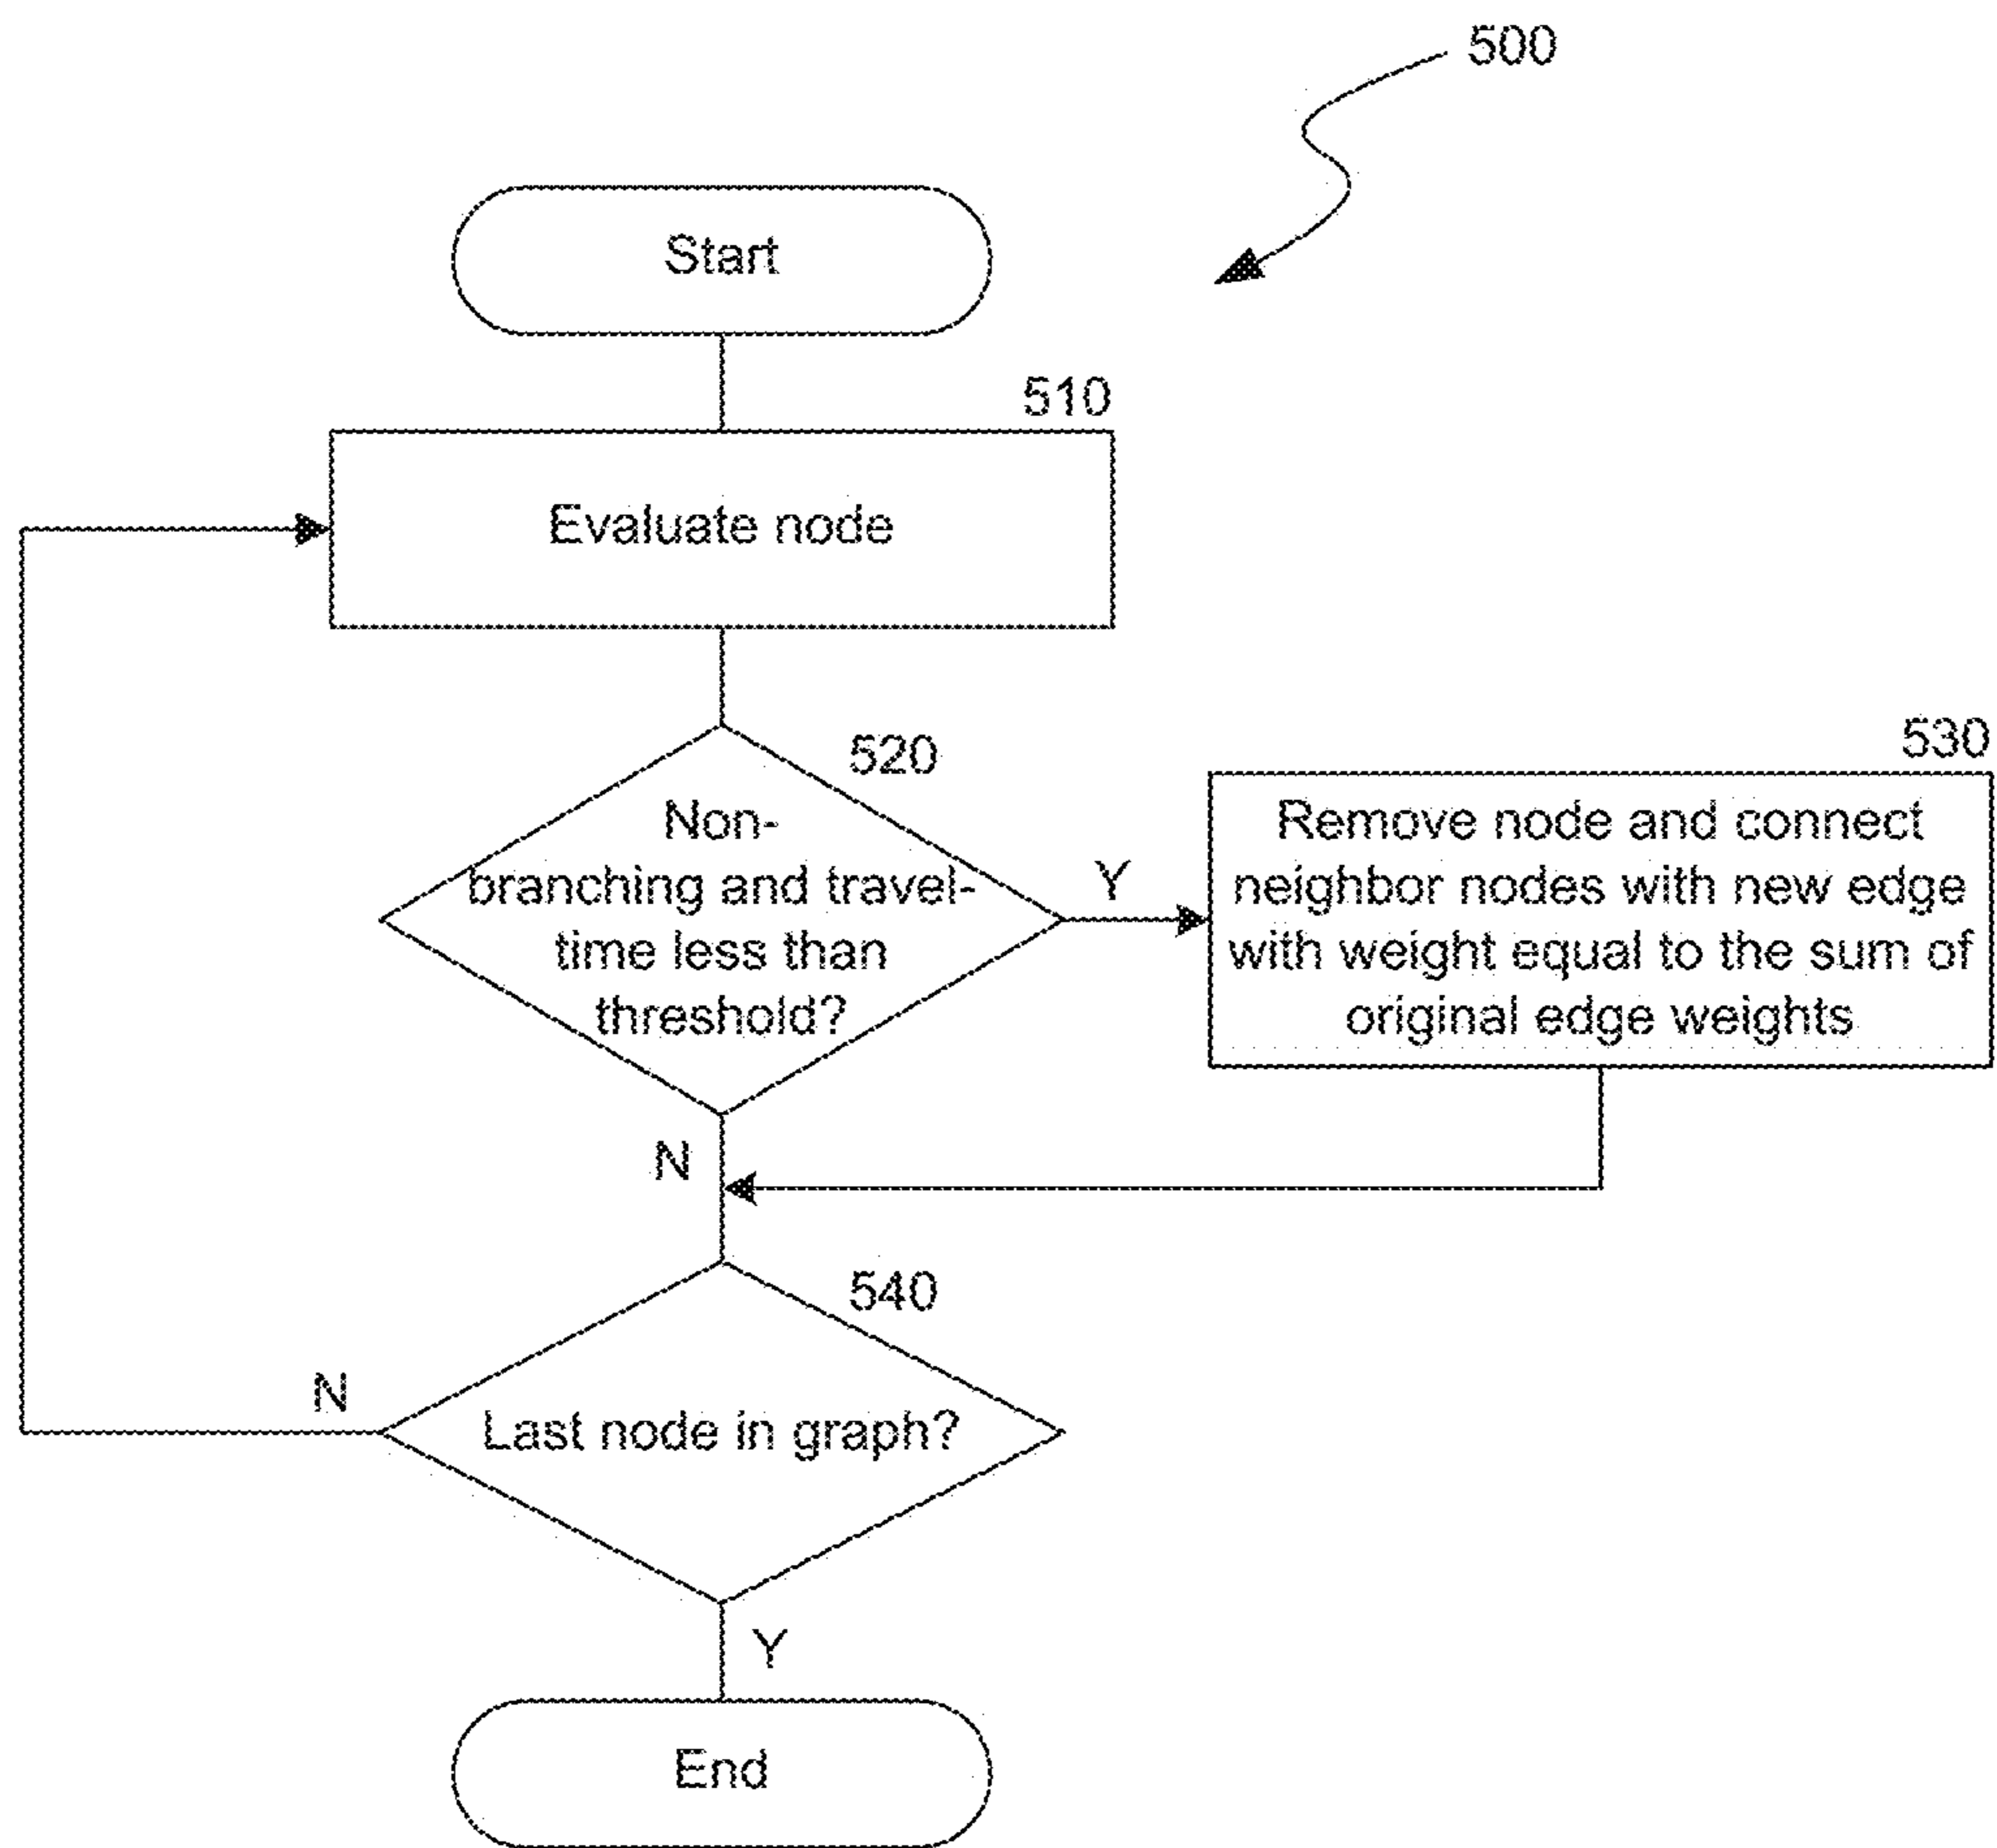 500
Start
510
Evaluate node
520
Non-
branching and travel-
time less than
threshold?
Y
530
Remove node and connect
neighbor nodes with new edge
with weight equal to the sum of
original edge weights
N
540
Last node in graph?
N
Y
End